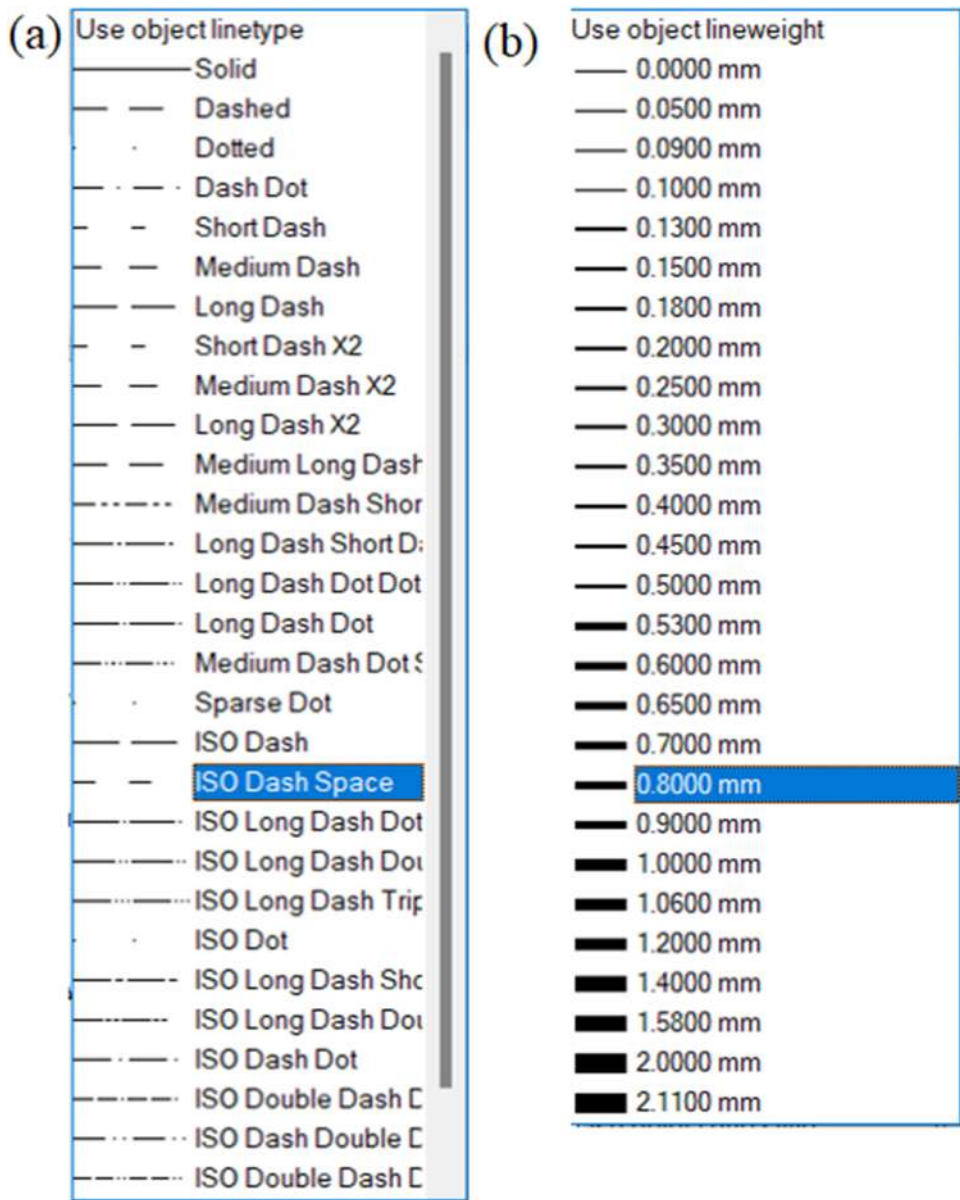 (a)
Use object linetype
Solid
Dashed
Dotted
Dash Dot
Short Dash
Medium Dash
Long Dash
Short Dash X2
Medium Dash X2
Long Dash X2
Medium Long Dash
Medium Dash Shor
Long Dash Short Da
Long Dash Dot Dot
Long Dash Dot
Medium Dash Dot S
Sparse Dot
ISO Dash
ISO Dash Space
ISO Long Dash Dot
ISO Long Dash Dou
ISO Long Dash Trip
ISO Dot
ISO Long Dash Sho
ISO Long Dash Dou
ISO Dash Dot
ISO Double Dash D
ISO Dash Double D
ISO Double Dash D
(b)
Use object lineweight
0.0000 mm
0.0500 mm
0.0900 mm
0.1000 mm
0.1300 mm
0.1500 mm
0.1800 mm
0.2000 mm
0.2500 mm
0.3000 mm
0.3500 mm
0.4000 mm
0.4500 mm
0.5000 mm
0.5300 mm
0.6000 mm
0.6500 mm
0.7000 mm
0.8000 mm
0.9000 mm
1.0000 mm
1.0600 mm
1.2000 mm
1.4000 mm
1.5800 mm
2.0000 mm
2.1100 mm